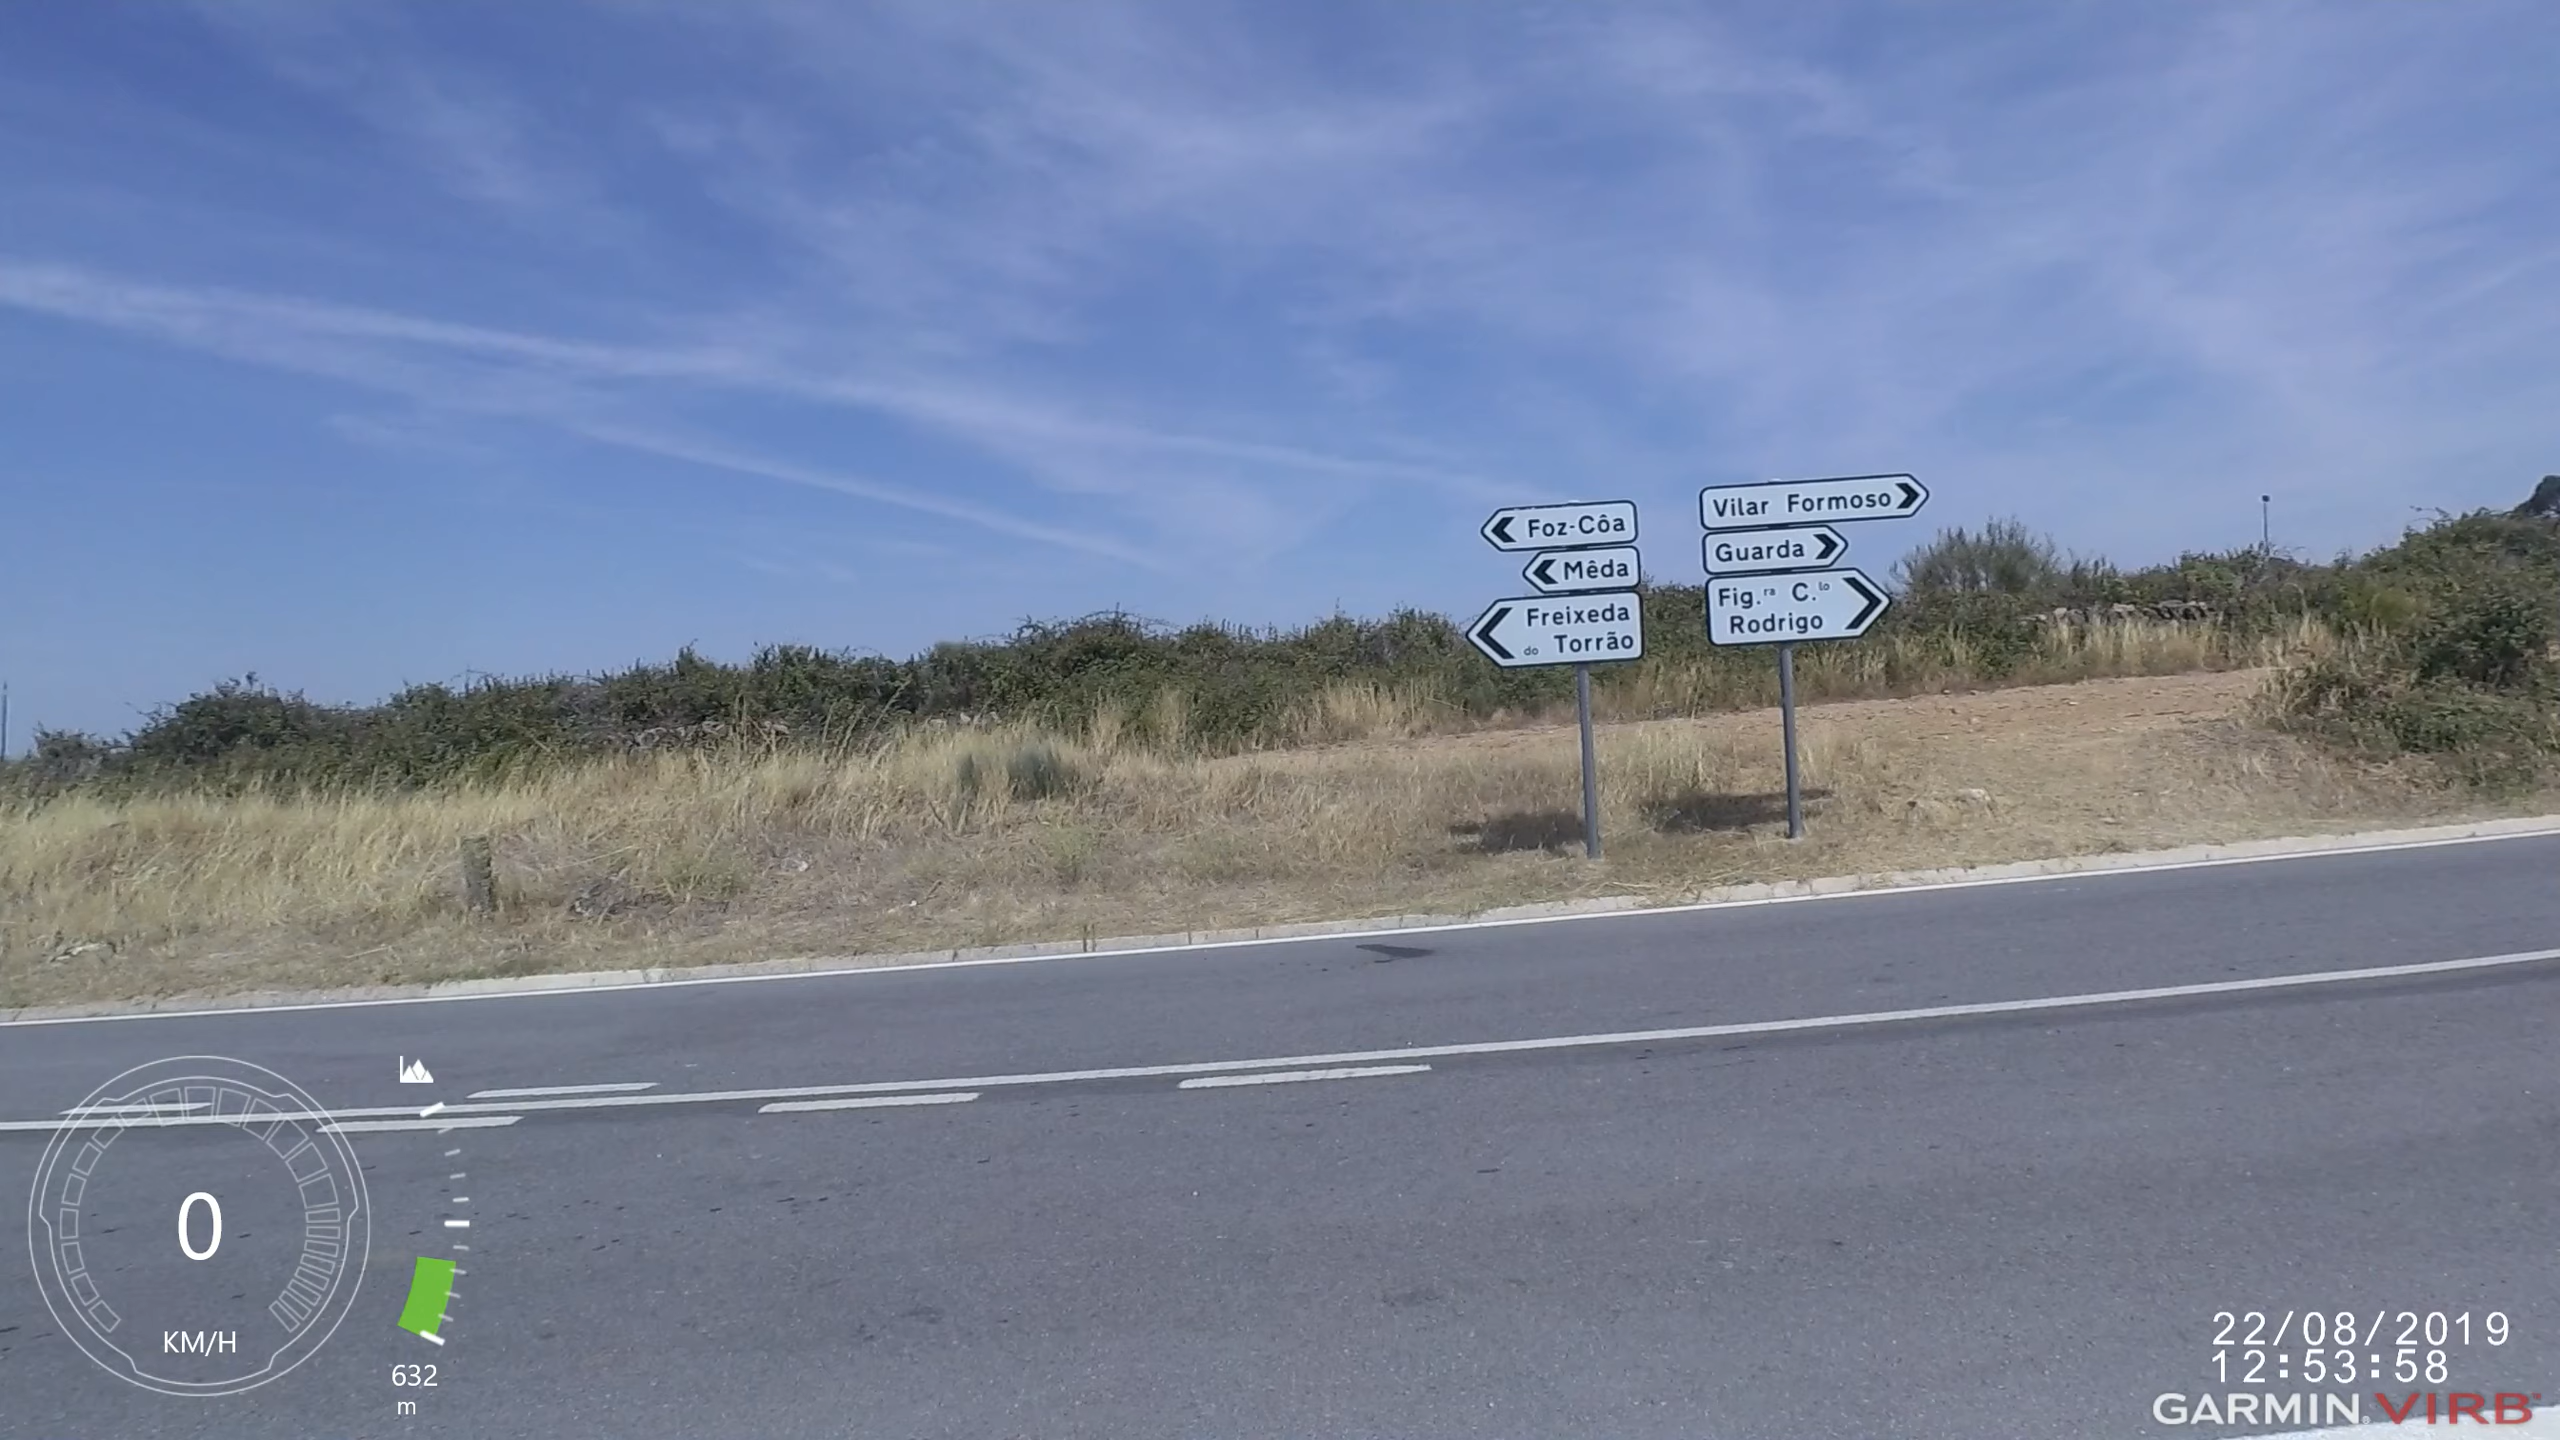 Foz-Côa
Mêda
Freixeda
do Torrão
Vilar Formoso
Guarda
Fig.ra C.lo
Rodrigo
0
KM/H
632
m
22/08/2019
12:53:58
GARMIN VIRB